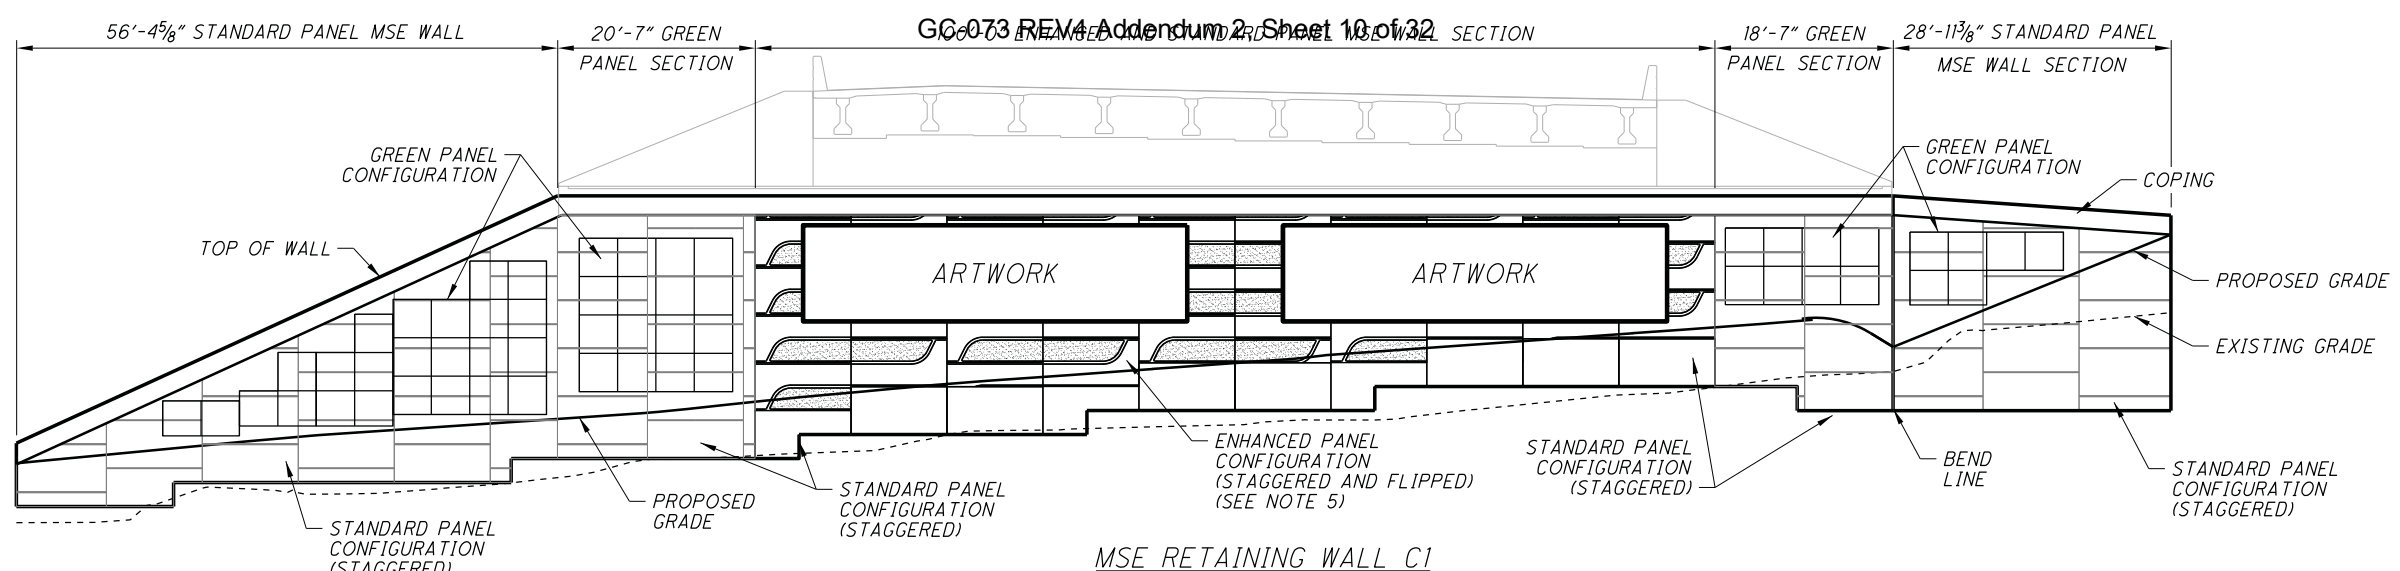 GC-073 REV4 Addendum 2, Sheet 10 of 32
56'-4⅝" STANDARD PANEL MSE WALL
20'-7" GREEN
PANEL SECTION
100'-0" ENHANCED AND STANDARD PANEL MSE WALL SECTION
18'-7" GREEN
PANEL SECTION
28'-11⅜" STANDARD PANEL
MSE WALL SECTION
GREEN PANEL
CONFIGURATION
GREEN PANEL
CONFIGURATION
COPING
TOP OF WALL
ARTWORK
ARTWORK
PROPOSED GRADE
EXISTING GRADE
ENHANCED PANEL
CONFIGURATION
(STAGGERED AND FLIPPED)
(SEE NOTE 5)
STANDARD PANEL
CONFIGURATION
(STAGGERED)
BEND
LINE
STANDARD PANEL
CONFIGURATION
(STAGGERED)
PROPOSED
GRADE
STANDARD PANEL
CONFIGURATION
(STAGGERED)
STANDARD PANEL
CONFIGURATION
(STAGGERED)
MSE RETAINING WALL C1